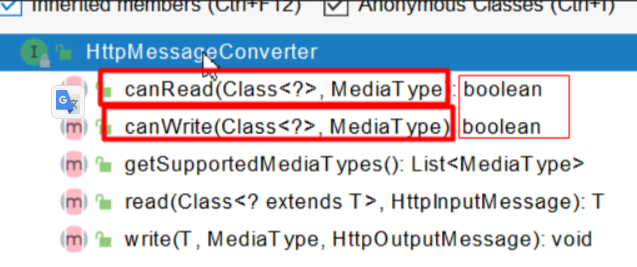 Inherited members (Ctrl+F12) Anonymous Classes (Ctrl+I)
I HttpMessageConverter
m canRead(Class<?>, MediaType): boolean
m canWrite(Class<?>, MediaType): boolean
m getSupportedMediaTypes(): List<MediaType>
m read(Class<? extends T>, HttpInputMessage): T
m write(T, MediaType, HttpOutputMessage): void